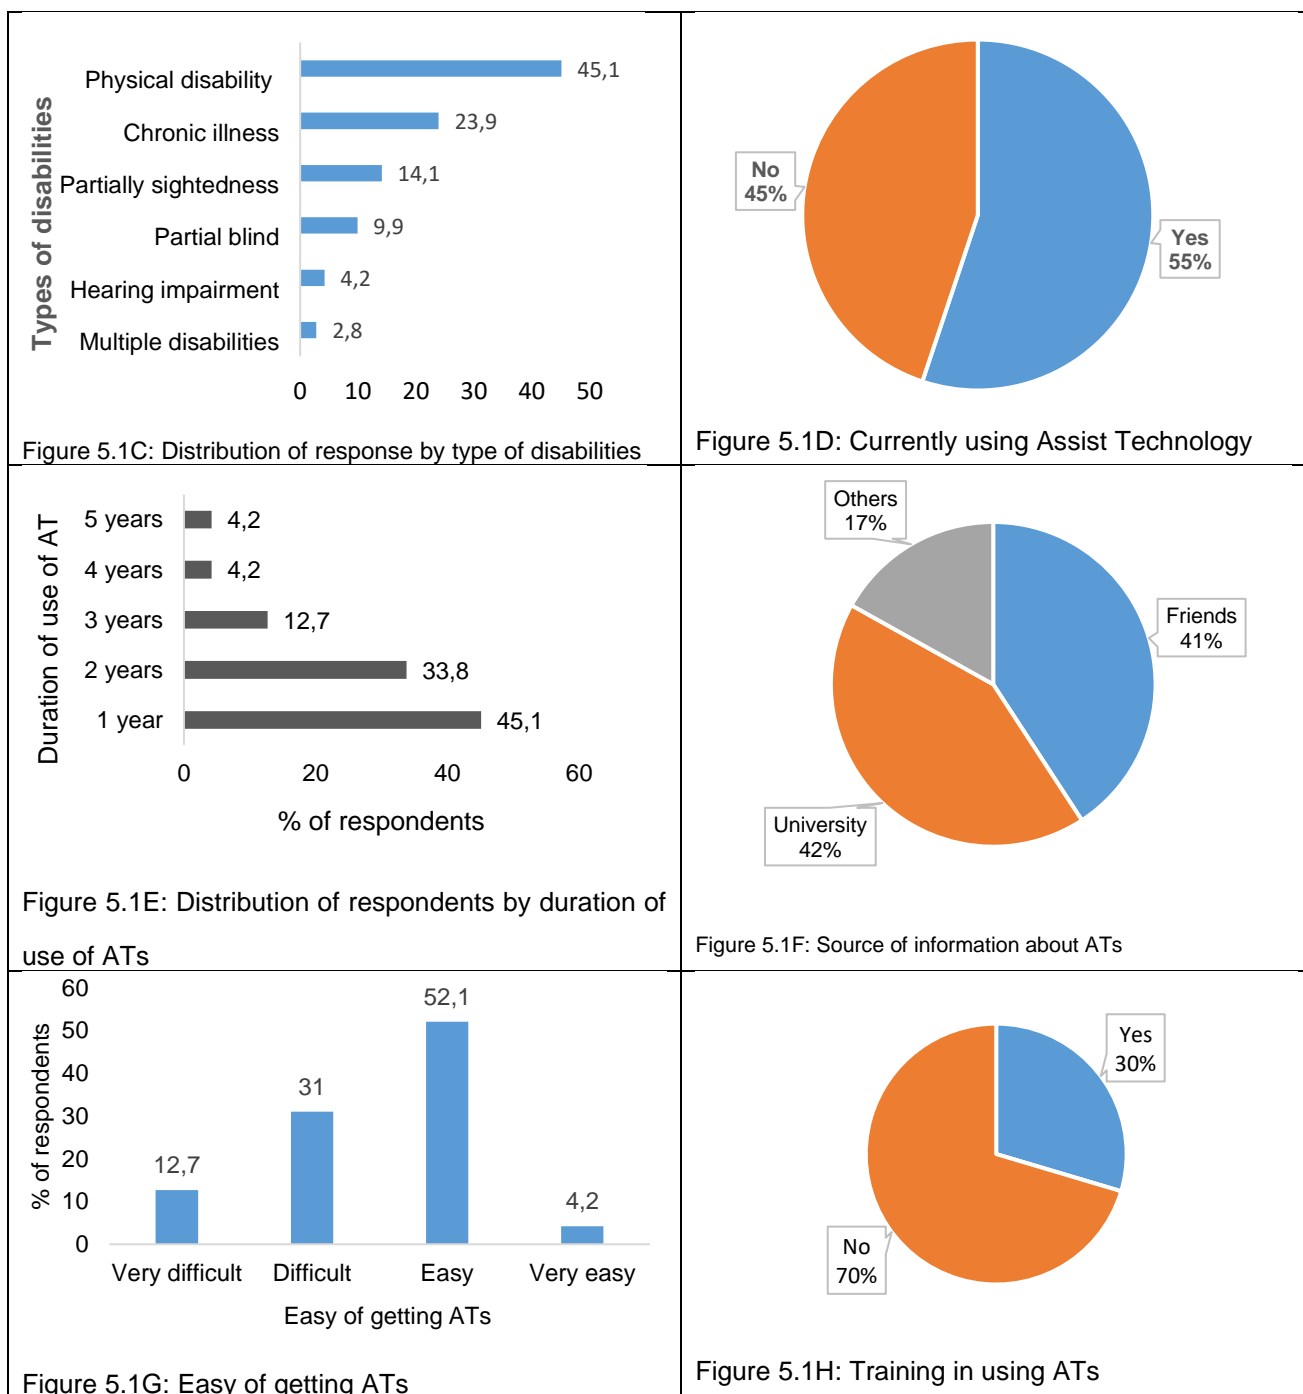 Types of disabilities
Physical disability 45,1
Chronic illness 23,9
Partially sightedness 14,1
Partial blind 9,9
Hearing impairment 4,2
Multiple disabilities 2,8
0 10 20 30 40 50
Figure 5.1C: Distribution of response by type of disabilities
No
45%
Yes
55%
Figure 5.1D: Currently using Assist Technology
Duration of use of AT
5 years 4,2
4 years 4,2
3 years 12,7
2 years 33,8
1 year 45,1
0 20 40 60
% of respondents
Figure 5.1E: Distribution of respondents by duration of
use of ATs
Others
17%
Friends
41%
University
42%
Figure 5.1F: Source of information about ATs
% of respondents
60
50
40
30
20
10
0
12,7
31
52,1
4,2
Very difficult Difficult Easy Very easy
Easy of getting ATs
Figure 5.1G: Easy of getting ATs
Yes
30%
No
70%
Figure 5.1H: Training in using ATs